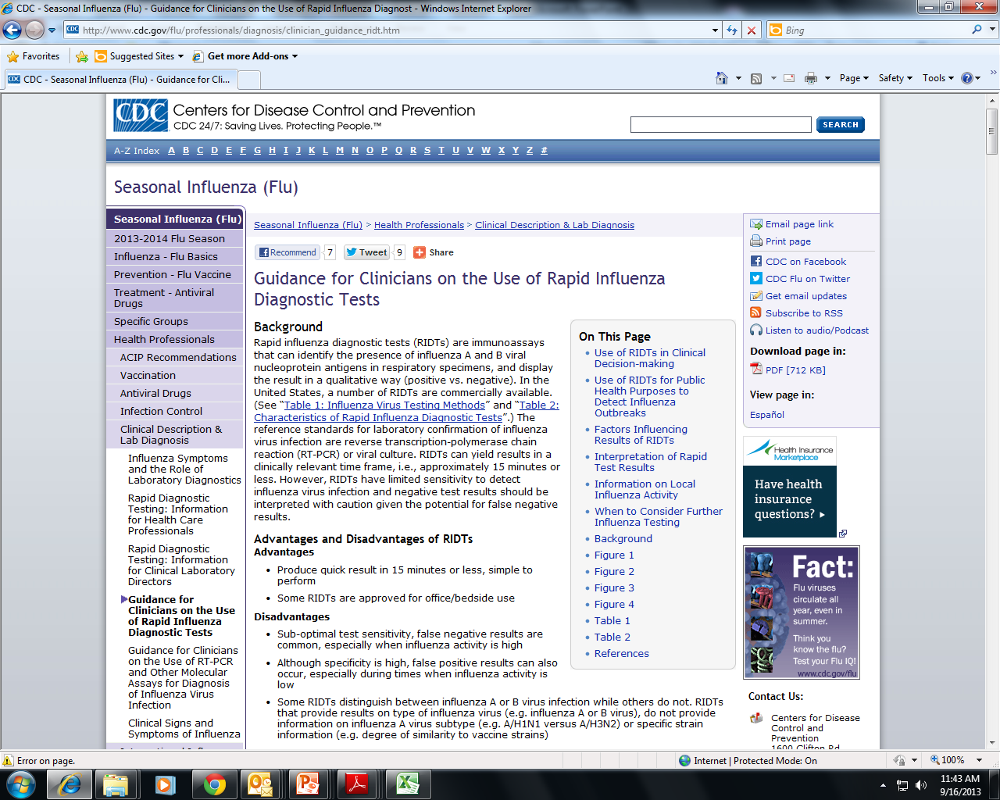 CDC - Seasonal Influenza (Flu) - Guidance for Clinicians on the Use of Rapid Influenza Diagnost - Windows Internet Explorer
http://www.cdc.gov/flu/professionals/diagnosis/clinician_guidance_ridt.htm
Bing
Favorites
Suggested Sites
Get more Add-ons
CDC - Seasonal Influenza (Flu) - Guidance for Cli...
Page
Safety
Tools
CDC
Centers for Disease Control and Prevention
CDC 24/7: Saving Lives. Protecting People.™
SEARCH
A-Z Index A B C D E F G H I J K L M N O P Q R S T U V W X Y Z #
Seasonal Influenza (Flu)
Seasonal Influenza (Flu)
2013-2014 Flu Season
Influenza - Flu Basics
Prevention - Flu Vaccine
Treatment - Antiviral
Drugs
Specific Groups
Health Professionals
ACIP Recommendations
Vaccination
Antiviral Drugs
Infection Control
Clinical Description &
Lab Diagnosis
Influenza Symptoms
and the Role of
Laboratory Diagnostics
Rapid Diagnostic
Testing: Information
for Health Care
Professionals
Rapid Diagnostic
Testing: Information
for Clinical Laboratory
Directors
Guidance for
Clinicians on the Use
of Rapid Influenza
Diagnostic Tests
Guidance for Clinicians
on the Use of RT-PCR
and Other Molecular
Assays for Diagnosis
of Influenza Virus
Infection
Clinical Signs and
Symptoms of Influenza
Seasonal Influenza (Flu) > Health Professionals > Clinical Description & Lab Diagnosis
Recommend 7 Tweet 9 Share
Guidance for Clinicians on the Use of Rapid Influenza
Diagnostic Tests
Background
Rapid influenza diagnostic tests (RIDTs) are immunoassays
that can identify the presence of influenza A and B viral
nucleoprotein antigens in respiratory specimens, and display
the result in a qualitative way (positive vs. negative). In the
United States, a number of RIDTs are commercially available.
(See “Table 1: Influenza Virus Testing Methods” and “Table 2:
Characteristics of Rapid Influenza Diagnostic Tests”.) The
reference standards for laboratory confirmation of influenza
virus infection are reverse transcription-polymerase chain
reaction (RT-PCR) or viral culture. RIDTs can yield results in a
clinically relevant time frame, i.e., approximately 15 minutes or
less. However, RIDTs have limited sensitivity to detect
influenza virus infection and negative test results should be
interpreted with caution given the potential for false negative
results.
Advantages and Disadvantages of RIDTs
Advantages
• Produce quick result in 15 minutes or less, simple to
perform
• Some RIDTs are approved for office/bedside use
Disadvantages
• Sub-optimal test sensitivity, false negative results are
common, especially when influenza activity is high
• Although specificity is high, false positive results can also
occur, especially during times when influenza activity is
low
• Some RIDTs distinguish between influenza A or B virus infection while others do not. RIDTs
that provide results on type of influenza virus (e.g. influenza A or B virus), do not provide
information on influenza A virus subtype (e.g. A/H1N1 versus A/H3N2) or specific strain
information (e.g. degree of similarity to vaccine strains)
On This Page
• Use of RIDTs in Clinical
Decision-making
• Use of RIDTs for Public
Health Purposes to
Detect Influenza
Outbreaks
• Factors Influencing
Results of RIDTs
• Interpretation of Rapid
Test Results
• Information on Local
Influenza Activity
• When to Consider Further
Influenza Testing
• Background
• Figure 1
• Figure 2
• Figure 3
• Figure 4
• Table 1
• Table 2
• References
Email page link
Print page
CDC on Facebook
CDC Flu on Twitter
Get email updates
Subscribe to RSS
Listen to audio/Podcast
Download page in:
PDF [712 KB]
View page in:
Español
Health Insurance
Marketplace
Have health
insurance
questions?
Fact:
Flu viruses
circulate all
year, even in
summer.
Think you
know the flu?
Test your Flu IQ!
www.cdc.gov/flu
Contact Us:
Centers for Disease
Control and
Prevention
1600 Clifton Rd
Error on page.
Internet | Protected Mode: On
100%
11:43 AM
9/16/2013